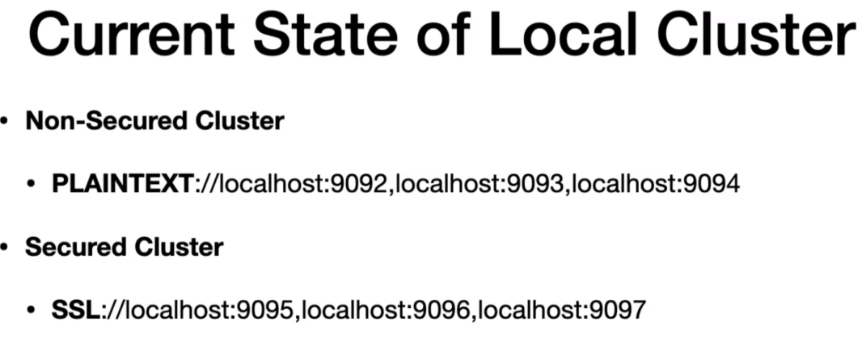 Current State of Local Cluster
• Non-Secured Cluster
• PLAINTEXT://localhost:9092,localhost:9093,localhost:9094
• Secured Cluster
• SSL://localhost:9095,localhost:9096,localhost:9097